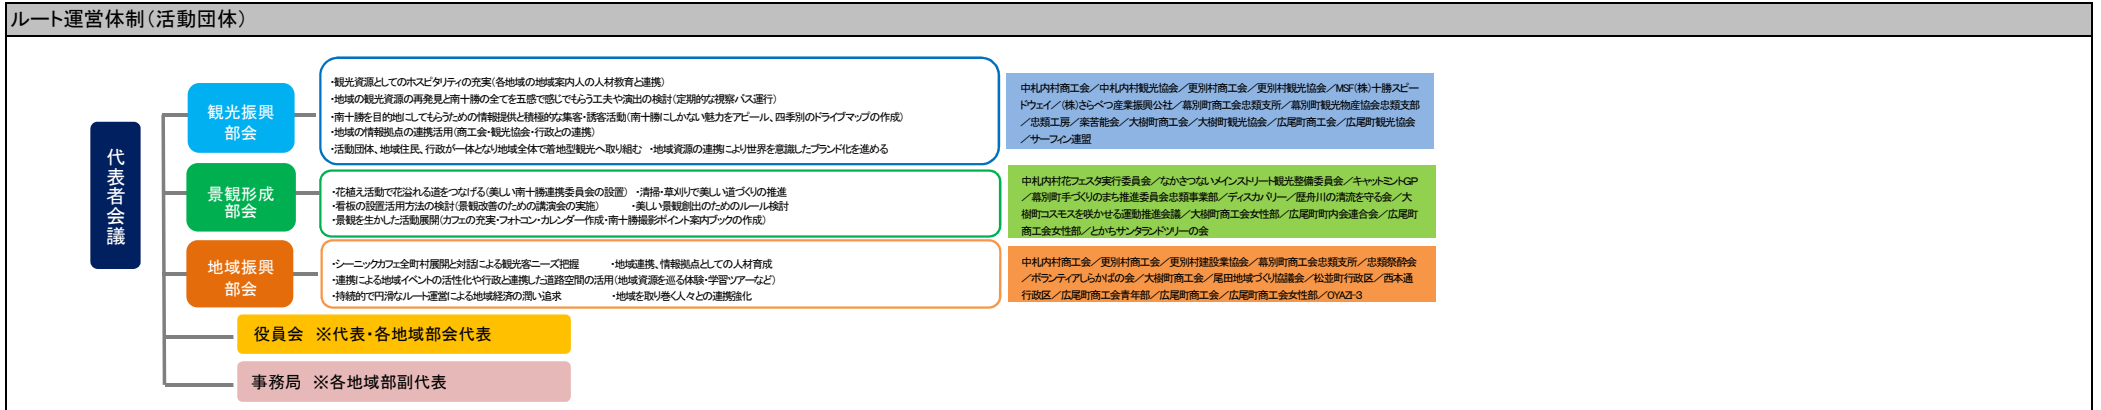 ルート運営体制（活動団体）
代表者会議
観光振興
部会
・観光資源としてのホスピタリティの充実（各地域の地域案内人の人材教育と連携）
・地域の観光資源の再発見と南十勝の全てを五感で感じてもらう工夫や演出の検討（定期的な視察バス運行）
・南十勝を目的地にしてもらうための情報提供と積極的な集客・誘客活動（南十勝にしかない魅力をアピール、四季別のドライブマップの作成）
・地域の情報拠点の連携活用（商工会・観光協会・行政との連携）
・活動団体、地域住民、行政が一体となり地域全体で着地型観光へ取り組む　・地域資源の連携により世界を意識したブランド化を進める
中札内村商工会／中札内村観光協会／更別村商工会／更別村観光協会／MSF（株）十勝スピー
ドウェイ／（株）さらべつ産業振興公社／幕別町商工会忠類支所／幕別町観光物産協会忠類支部
／忠類工房／楽苦能会／大樹町商工会／大樹町観光協会／広尾町商工会／広尾町観光協会
／サーフィン連盟
景観形成
部会
・花植え活動で花溢れる道をつなげる（美しい南十勝連携委員会の設置）　・清掃・草刈りで美しい道づくりの推進
・看板の設置活用方法の検討（景観改善のための講演会の実施）　・美しい景観創出のためのルール検討
・景観を生かした活動展開（カフェの充実・フォトコン・カレンダー作成・南十勝撮影ポイント案内ブックの作成）
中札内村花フェスタ実行委員会／なかさつないメインストリート観光整備委員会／キャットミントGP
／幕別町手づくりのまち推進委員会忠類事業部／ディスカバリー／歴舟川の清流を守る会／大
樹町コスモスを咲かせる運動推進会議／大樹町商工会女性部／広尾町町内会連合会／広尾町
商工会女性部／とかちサンタランドツリーの会
地域振興
部会
・シーニックカフェ全町村展開と対話による観光客ニーズ把握　・地域連携、情報拠点としての人材育成
・連携による地域イベントの活性化や行政と連携した道路空間の活用（地域資源を巡る体験・学習ツアーなど）
・持続的で円滑なルート運営による地域経済の潤い追求　・地域を取り巻く人々との連携強化
中札内村商工会／更別村商工会／更別村建設業協会／幕別町商工会忠類支所／忠類祭酔会
／ボランティアしらかばの会／大樹町商工会／尾田地域づくり協議会／松並町行政区／西本通
行政区／広尾町商工会青年部／広尾町商工会／広尾町商工会女性部／OYAZI-3
役員会　※代表・各地域部会代表
事務局　※各地域部副代表